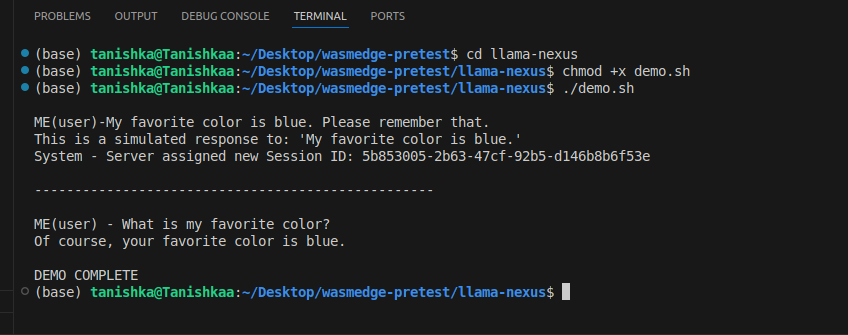 PROBLEMS OUTPUT DEBUG CONSOLE TERMINAL PORTS
(base) tanishka@Tanishkaa:~/Desktop/wasmedge-pretest$ cd llama-nexus
(base) tanishka@Tanishkaa:~/Desktop/wasmedge-pretest/llama-nexus$ chmod +x demo.sh
(base) tanishka@Tanishkaa:~/Desktop/wasmedge-pretest/llama-nexus$ ./demo.sh
ME(user)-My favorite color is blue. Please remember that.
This is a simulated response to: 'My favorite color is blue.'
System - Server assigned new Session ID: 5b853005-2b63-47cf-92b5-d146b8b6f53e
--------------------------------------------------
ME(user) - What is my favorite color?
Of course, your favorite color is blue.
DEMO COMPLETE
(base) tanishka@Tanishkaa:~/Desktop/wasmedge-pretest/llama-nexus$